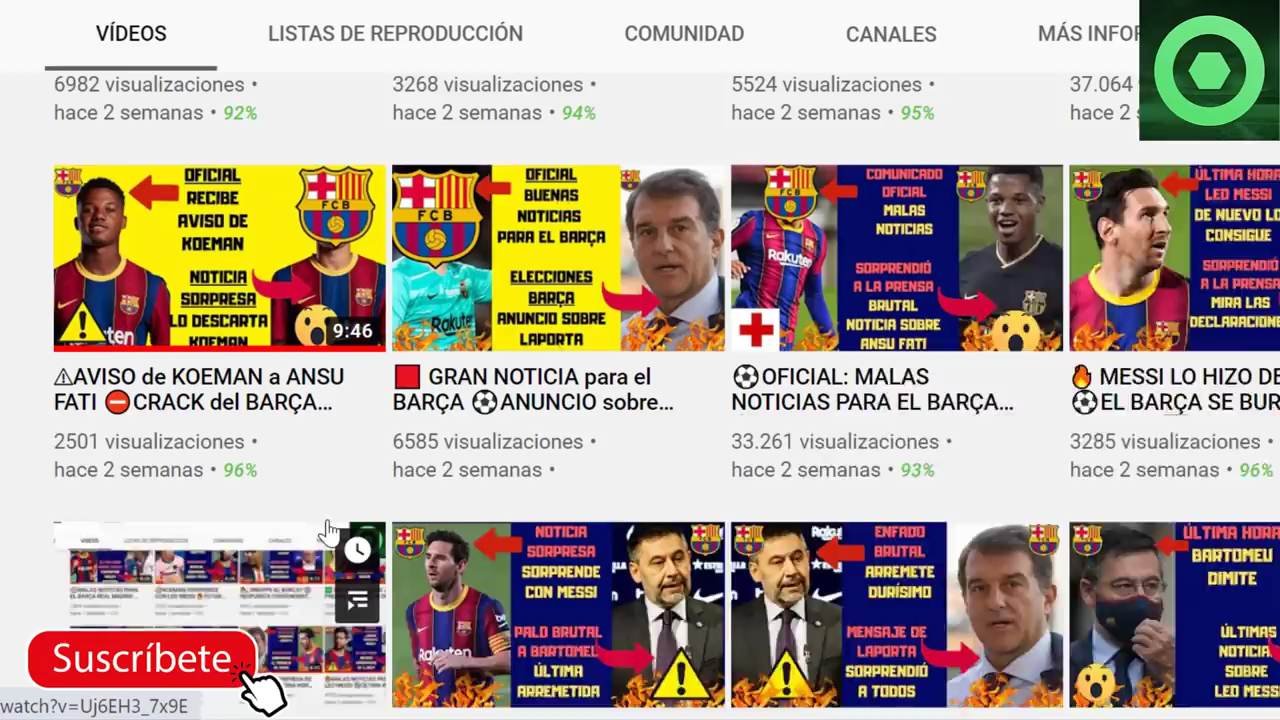 VÍDEOS
LISTAS DE REPRODUCCIÓN
COMUNIDAD
CANALES
MÁS INFOR
6982 visualizaciones •
hace 2 semanas • 92%
3268 visualizaciones •
hace 2 semanas • 94%
5524 visualizaciones •
hace 2 semanas • 95%
37.064
hace 2
OFICIAL
RECIBE
AVISO DE
KOEMAN
NOTICIA
SORPRESA
LO DESCARTA
KOEMAN
FCB
9:46
OFICIAL
BUENAS
NOTICIAS
PARA EL BARÇA
ELECCIONES
BARÇA
ANUNCIO SOBRE
LAPORTA
FCB
Rakuten
COMUNICADO
OFICIAL
MALAS
NOTICIAS
SORPRENDIÓ
A LA PRENSA
BRUTAL
NOTICIA SOBRE
ANSU FATI
FCB
Rakuten
ÚLTIMA HORA
LEO MESSI
DE NUEVO LO
CONSIGUE
SORPRENDIÓ
A LA PRENSA
MIRA LAS
DECLARACIONE
⚠AVISO de KOEMAN a ANSU
FATI ⛔CRACK del BARÇA...
🟥 GRAN NOTICIA para el
BARÇA ⚽ANUNCIO sobre...
⚽OFICIAL: MALAS
NOTICIAS PARA EL BARÇA...
🔥 MESSI LO HIZO DE
⚽EL BARÇA SE BUR
2501 visualizaciones •
hace 2 semanas • 96%
6585 visualizaciones •
hace 2 semanas •
33.261 visualizaciones •
hace 2 semanas • 93%
3285 visualizaciones •
hace 2 semanas • 96%
NOTICIA
SORPRESA
SORPRENDE
CON MESSI
PALO BRUTAL
A BARTOMEU
ÚLTIMA
ARREMETIDA
ENFADO
BRUTAL
ARREMETE
DURÍSIMO
MENSAJE DE
LAPORTA
SORPRENDIÓ
A TODOS
ÚLTIMA HORA
BARTOMEU
DIMITE
ÚLTIMAS
NOTICIA
SOBRE
LEO MESS
Suscríbete
watch?v=Uj6EH3_7x9E